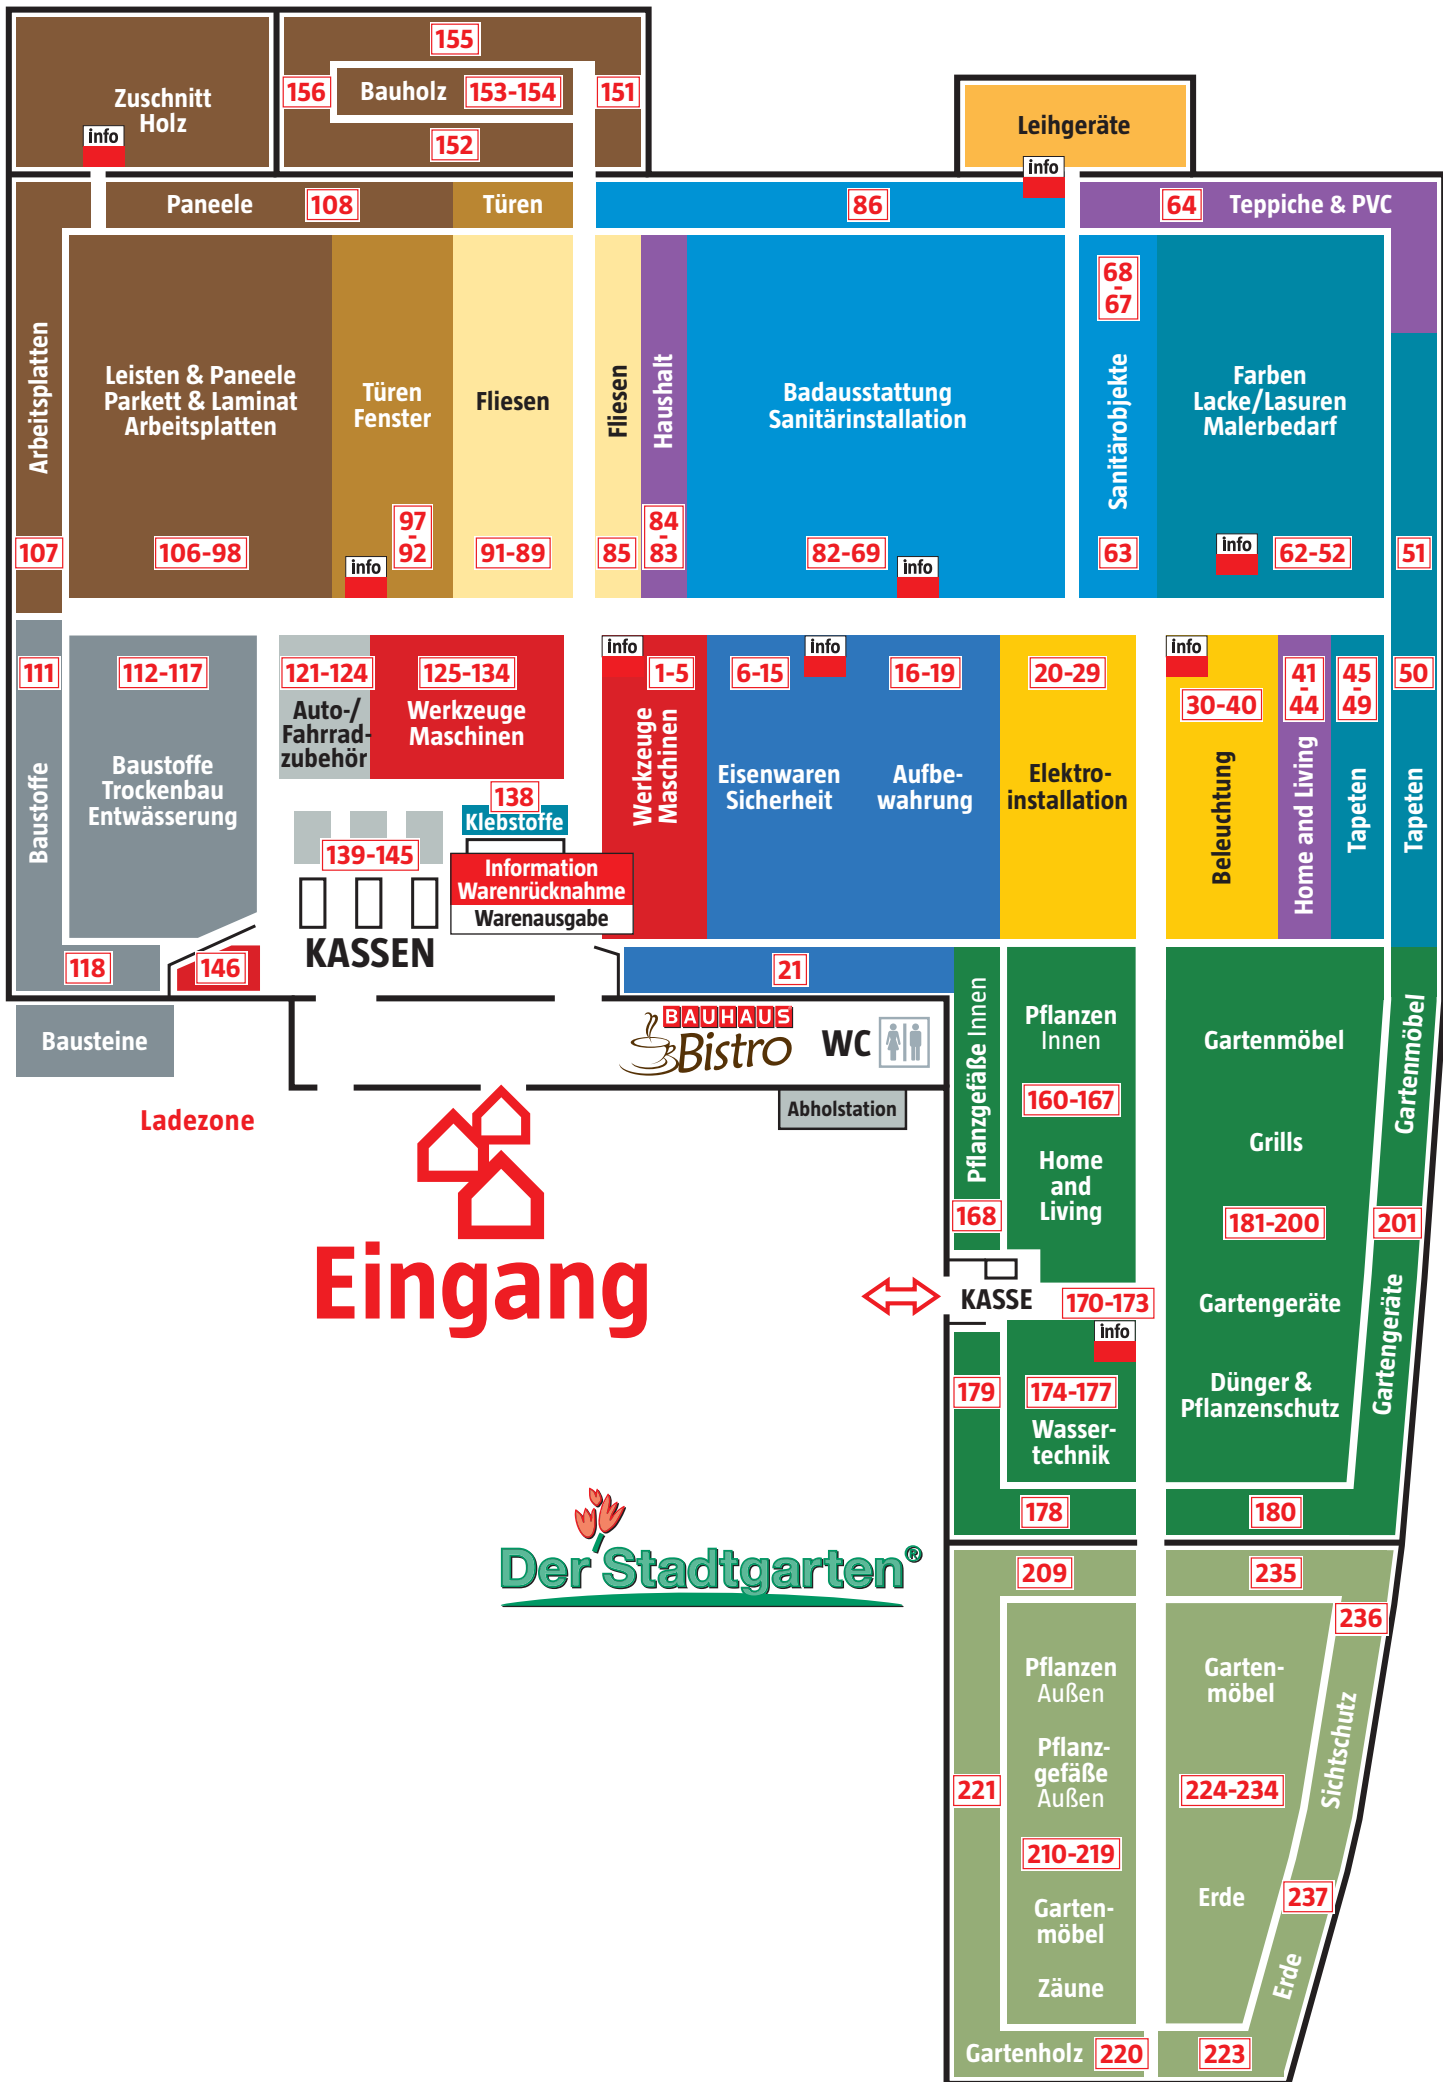 155
156
Bauholz 153-154
151
152
Zuschnitt
Holz
info
Leihgeräte
info
Paneele 108
Türen
86
64 Teppiche & PVC
Arbeitsplatten
107
Leisten & Paneele
Parkett & Laminat
Arbeitsplatten
106-98
Türen
Fenster
97
-
92
info
Fliesen
91-89
Fliesen
85
Haushalt
84
-
83
Badausstattung
Sanitärinstallation
82-69
info
68
-
67
Sanitärobjekte
63
Farben
Lacke/Lasuren
Malerbedarf
info
62-52
51
111
Baustoffe
112-117
Baustoffe
Trockenbau
Entwässerung
118
146
121-124
Auto-/
Fahrrad-
zubehör
125-134
Werkzeuge
Maschinen
138
Klebstoffe
139-145
KASSEN
Information
Warenrücknahme
Warenausgabe
info
1-5
Werkzeuge
Maschinen
6-15
info
Eisenwaren
Sicherheit
16-19
Aufbe-
wahrung
20-29
Elektro-
installation
info
30-40
Beleuchtung
41
-
44
Home and Living
45
-
49
Tapeten
50
Tapeten
21
Bausteine
Ladezone
BAUHAUS
Bistro
WC
Abholstation
Eingang
Pflanzgefäße Innen
168
Pflanzen
Innen
160-167
Home
and
Living
Gartenmöbel
Grills
181-200
Gartengeräte
Dünger &
Pflanzenschutz
Gartenmöbel
201
Gartengeräte
KASSE
170-173
info
179
174-177
Wasser-
technik
178
180
Der Stadtgarten®
209
235
236
Pflanzen
Außen
Pflanz-
gefäße
Außen
210-219
Garten-
möbel
Zäune
221
Garten-
möbel
224-234
Erde
Sichtschutz
237
Erde
Gartenholz 220
223